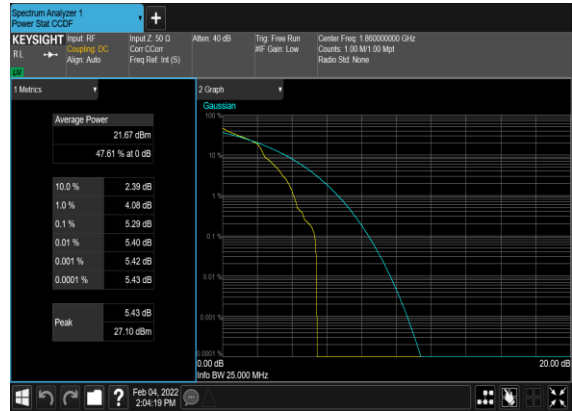 Spectrum Analyzer 1
Power Stat CCDF
+
KEYSIGHT Input: RF Input Z: 50 Ω Atten: 40 dB Trig: Free Run Center Freq: 1.860000000 GHz
R L Coupling: DC Corr CCorr #IF Gain: Low Counts: 1.00 M/1.00 Mpt
Align: Auto Freq Ref: Int (S) Radio Std: None
1 Metrics
2 Graph
Average Power
21.67 dBm
47.61 % at 0 dB
10.0 % 2.39 dB
1.0 % 4.08 dB
0.1 % 5.29 dB
0.01 % 5.40 dB
0.001 % 5.42 dB
0.0001 % 5.43 dB
Peak
5.43 dB
27.10 dBm
Gaussian
100 %
10 %
1 %
0.1 %
0.01 %
0.001 %
0.0001 %
0.00 dB 20.00 dB
Info BW 25.000 MHz
? Feb 04, 2022
2:04:19 PM